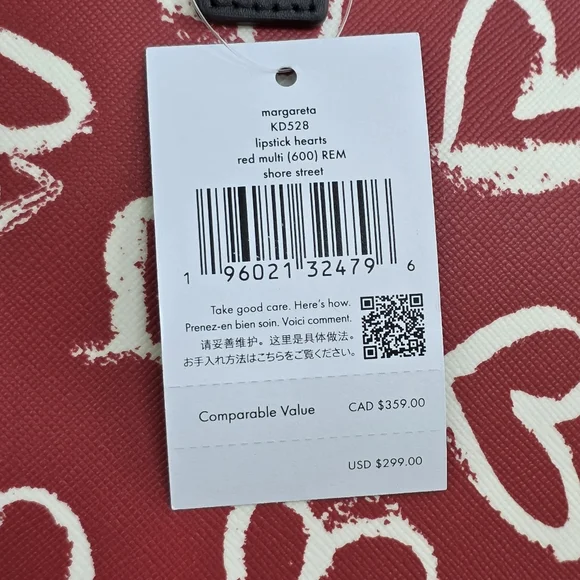 margareta
KD528
lipstick hearts
red multi (600) REM
shore street
1 96021 32479 6
Take good care. Here's how.
Prenez-en bien soin. Voici comment.
请妥善维护。这里是具体做法。
お手入れ方法はこちらをご覧ください。
Comparable Value CAD $359.00
USD $299.00